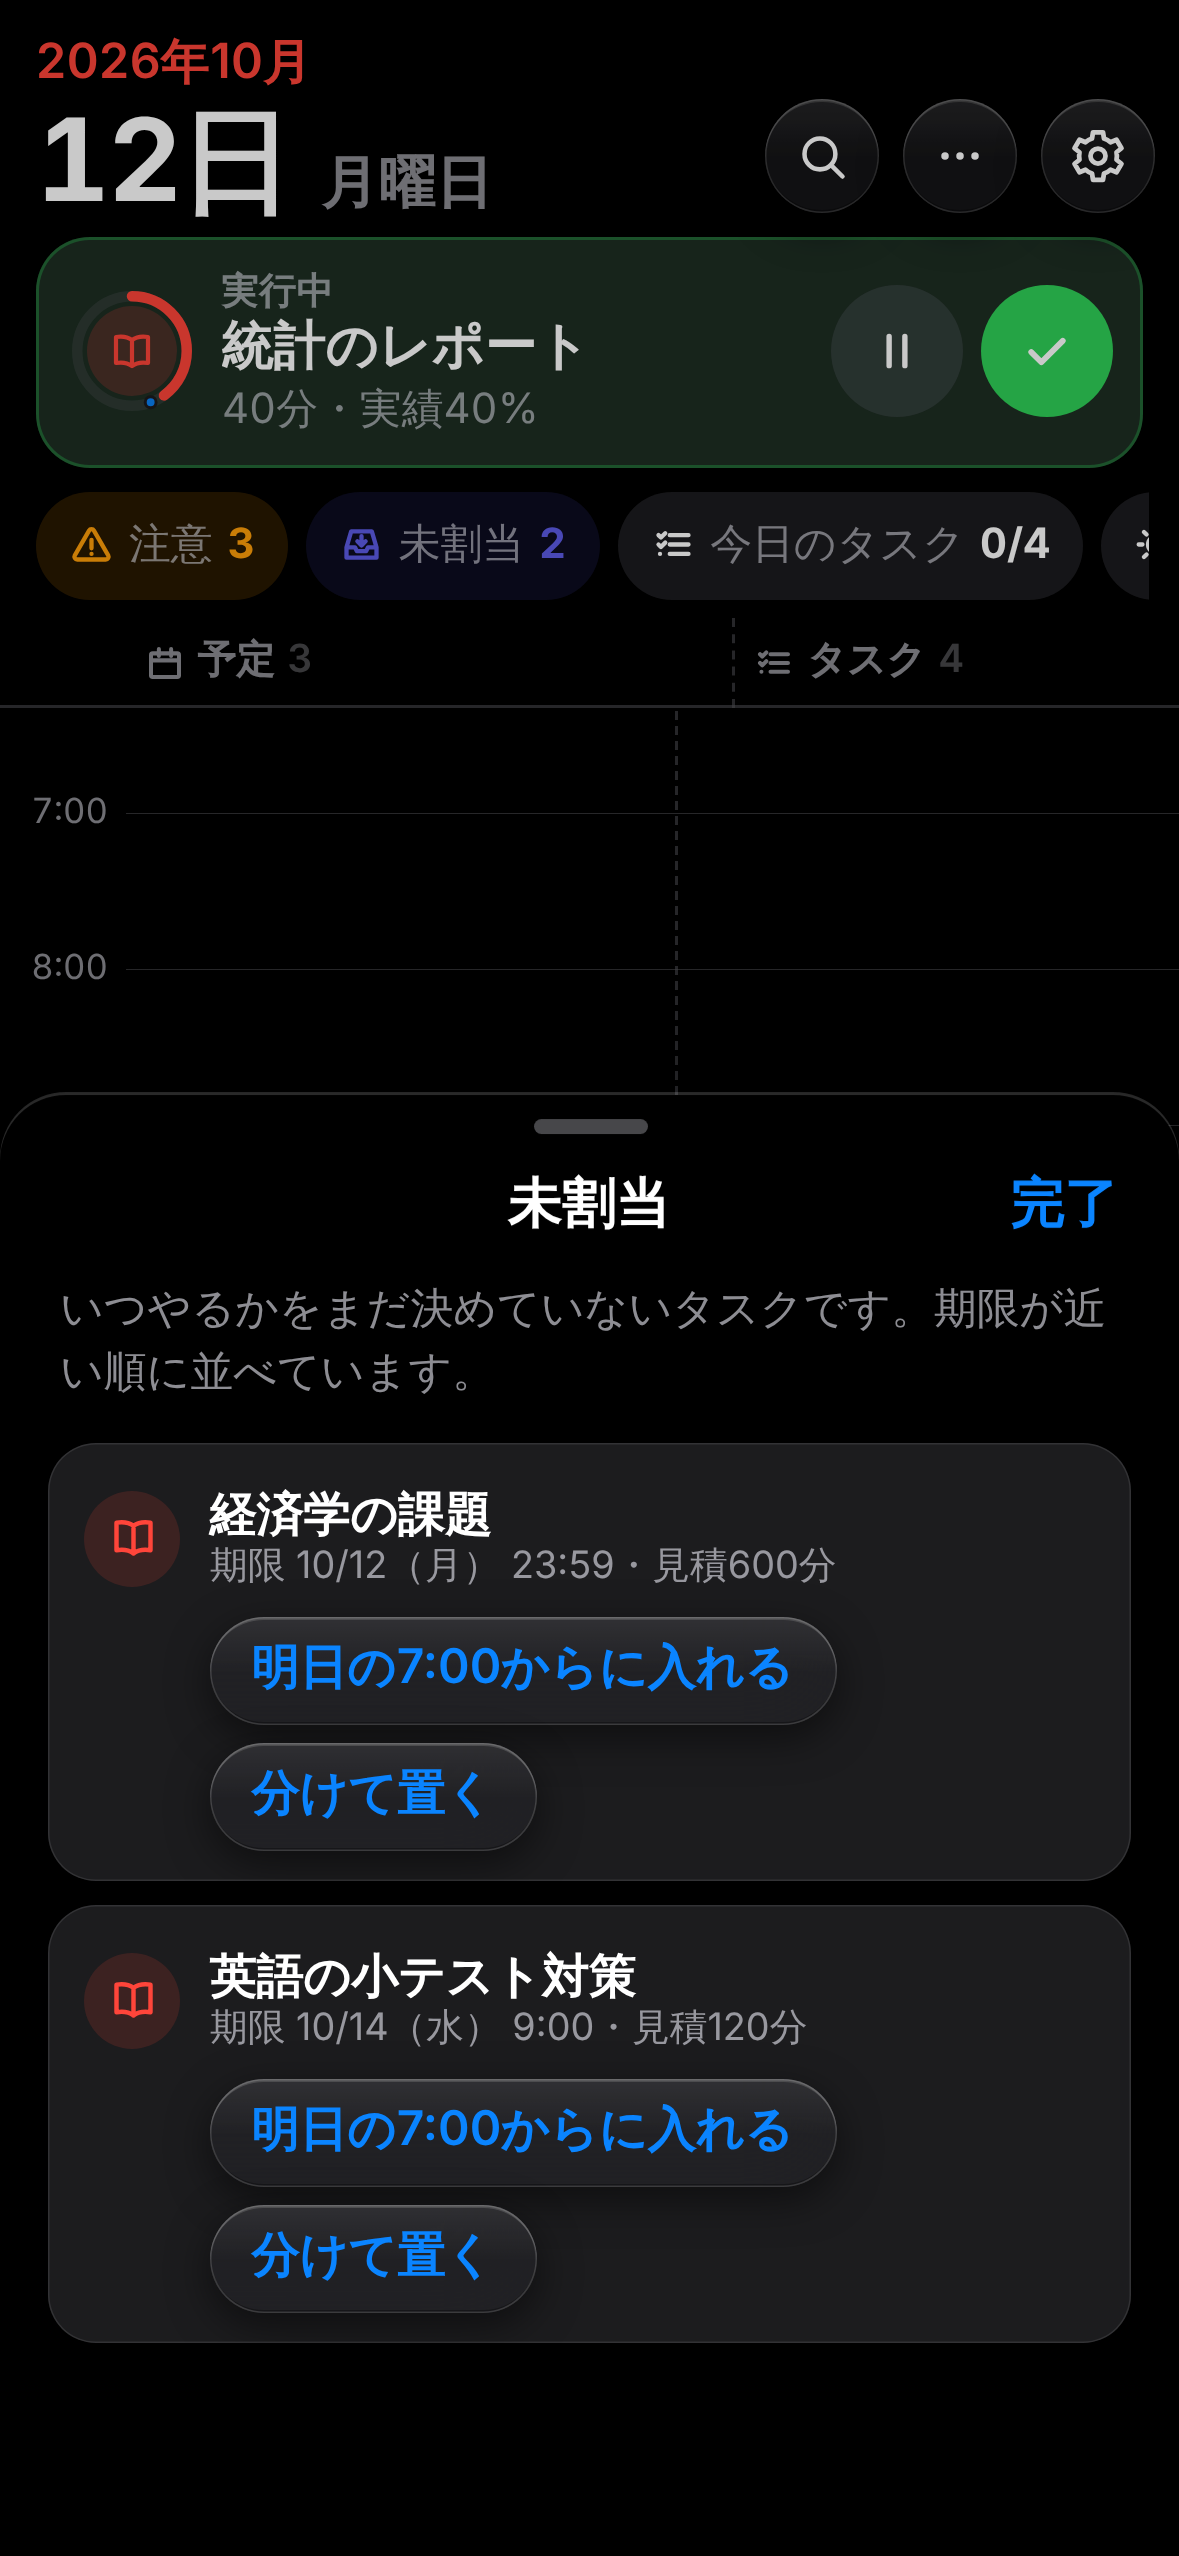 2026年10月
12日 月曜日
実行中
統計のレポート
40分・実績40%
注意 3 未割当 2 今日のタスク 0/4
予定 3 タスク 4
7:00
8:00
未割当 完了
いつやるかをまだ決めていないタスクです。期限が近
い順に並べています。
経済学の課題
期限 10/12（月） 23:59・見積600分
明日の7:00からに入れる
分けて置く
英語の小テスト対策
期限 10/14（水） 9:00・見積120分
明日の7:00からに入れる
分けて置く